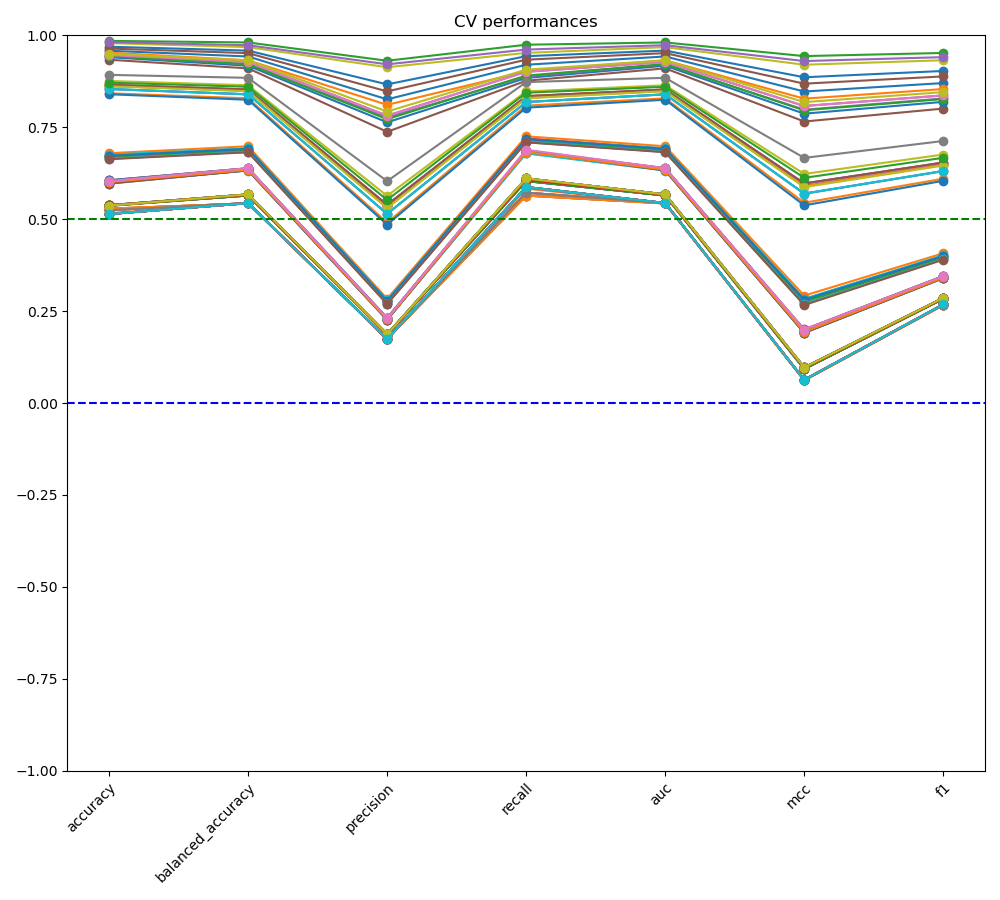 CV performances
1.00
0.75
0.50
0.25
0.00
−0.25
−0.50
−0.75
−1.00
accuracy
balanced_accuracy
precision
recall
auc
mcc
f1